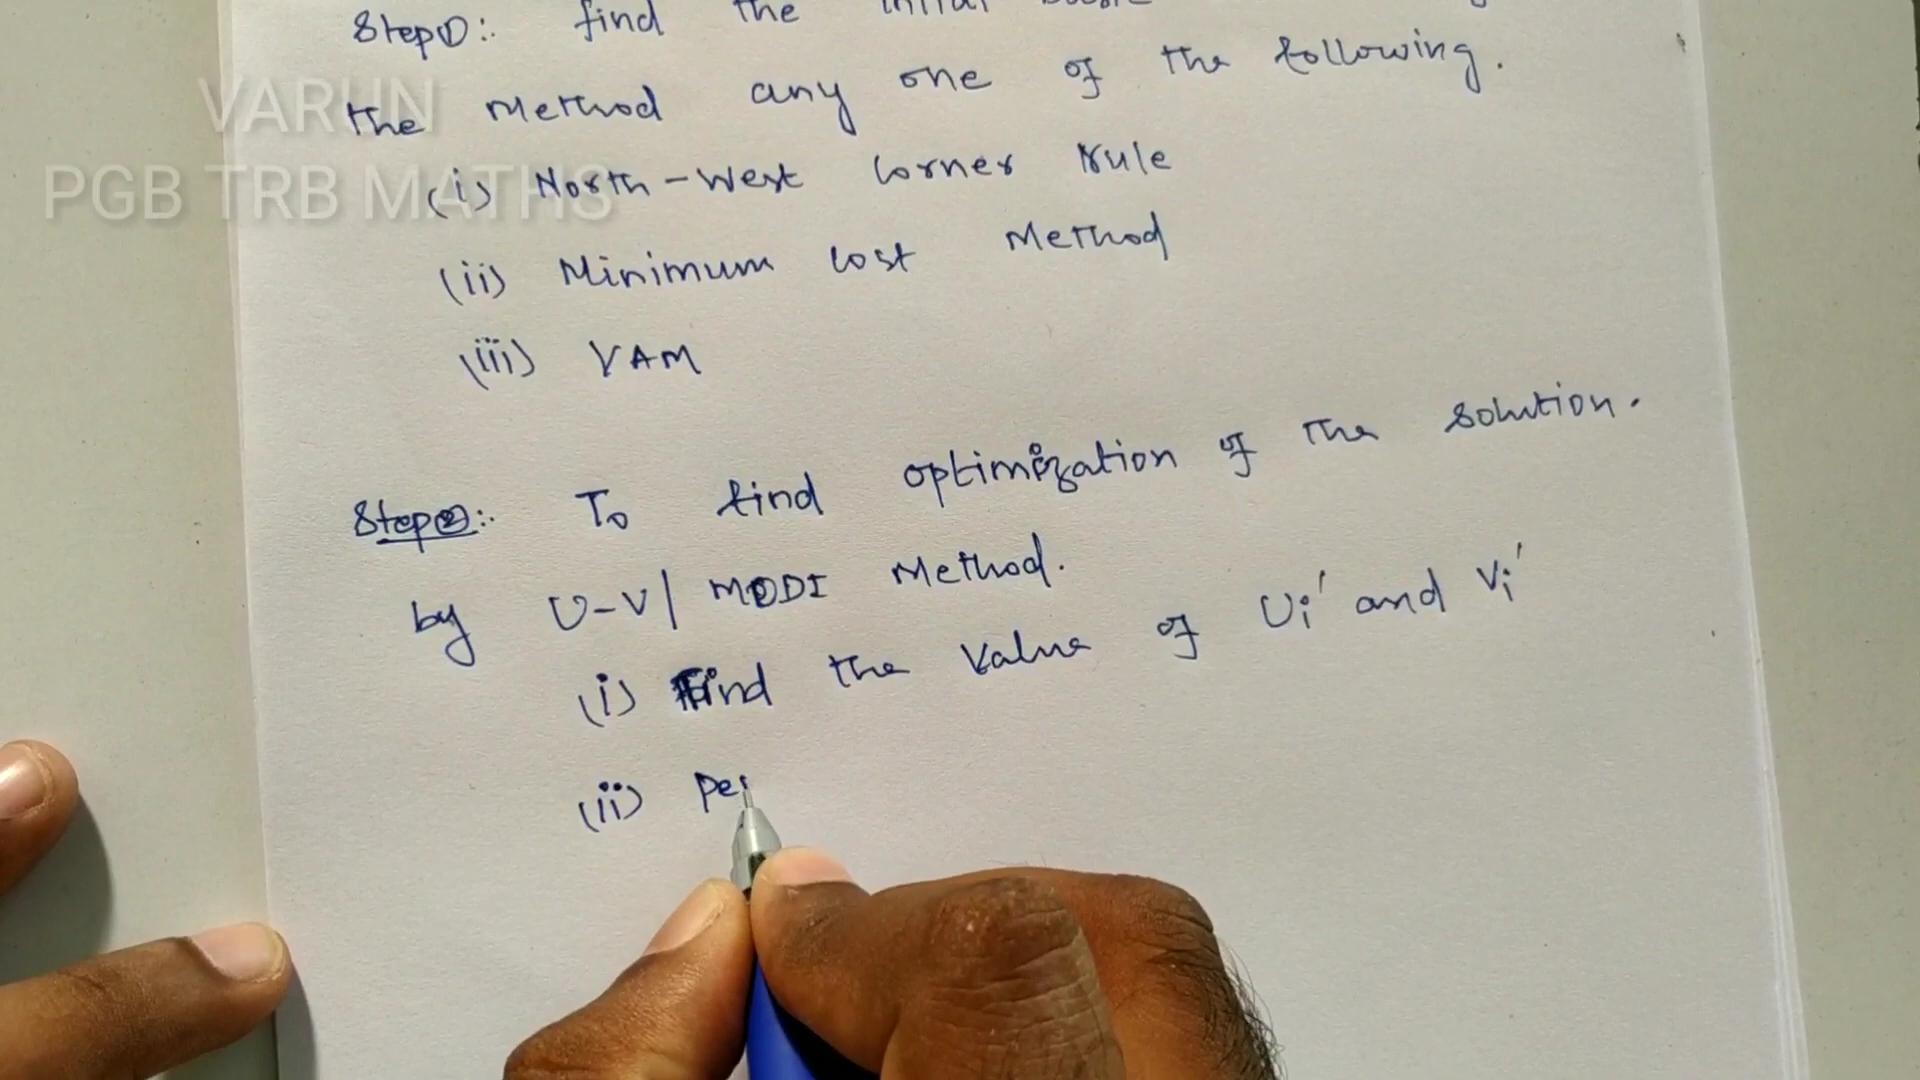 Step①:. find the initial
the Method any one of the following.
VARUN
PGB TRB MATHS
(i) North-West Corner Rule
(ii) Minimum cost Method
(iii) VAM
Step②:. To find optimization of the solution.
by U-V| MODI Method.
(i) Find the Value of Ui' and Vi'
(ii) Per